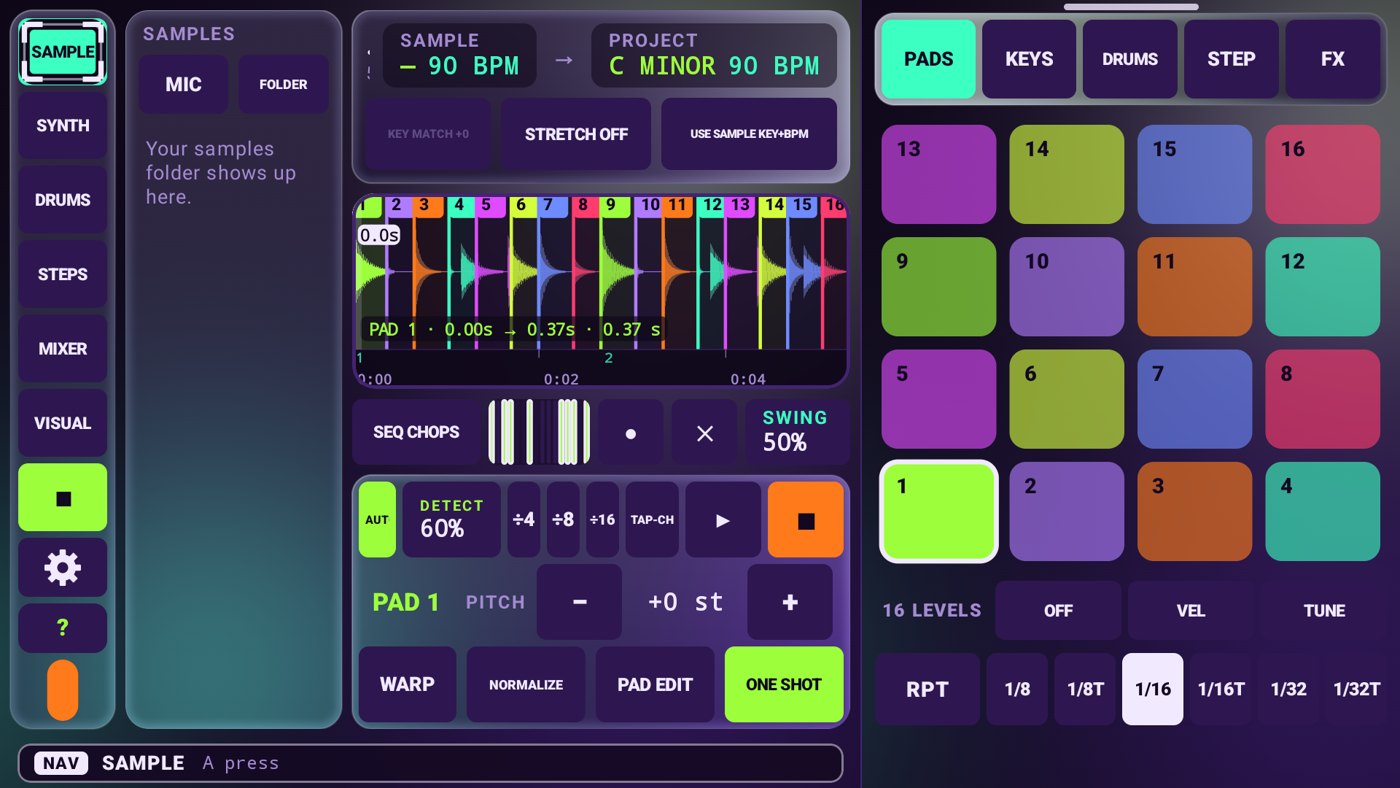 SAMPLE
SYNTH
DRUMS
STEPS
MIXER
VISUAL
?
SAMPLES
MIC
FOLDER
Your samples
folder shows up
here.
SAMPLE
– 90 BPM
→
PROJECT
C MINOR 90 BPM
KEY MATCH +0
STRETCH OFF
USE SAMPLE KEY+BPM
1 2 3 4 5 6 7 8 9 10 11 12 13 14 15 16
0.0s
PAD 1 · 0.00s → 0.37s · 0.37 s
1 2
0:00 0:02 0:04
SEQ CHOPS
SWING
50%
AUT
DETECT
60%
÷4
÷8
÷16
TAP-CH
PAD 1
PITCH
−
+0 st
+
WARP
NORMALIZE
PAD EDIT
ONE SHOT
NAV SAMPLE A press
PADS
KEYS
DRUMS
STEP
FX
13 14 15 16
9 10 11 12
5 6 7 8
1 2 3 4
16 LEVELS
OFF
VEL
TUNE
RPT
1/8
1/8T
1/16
1/16T
1/32
1/32T